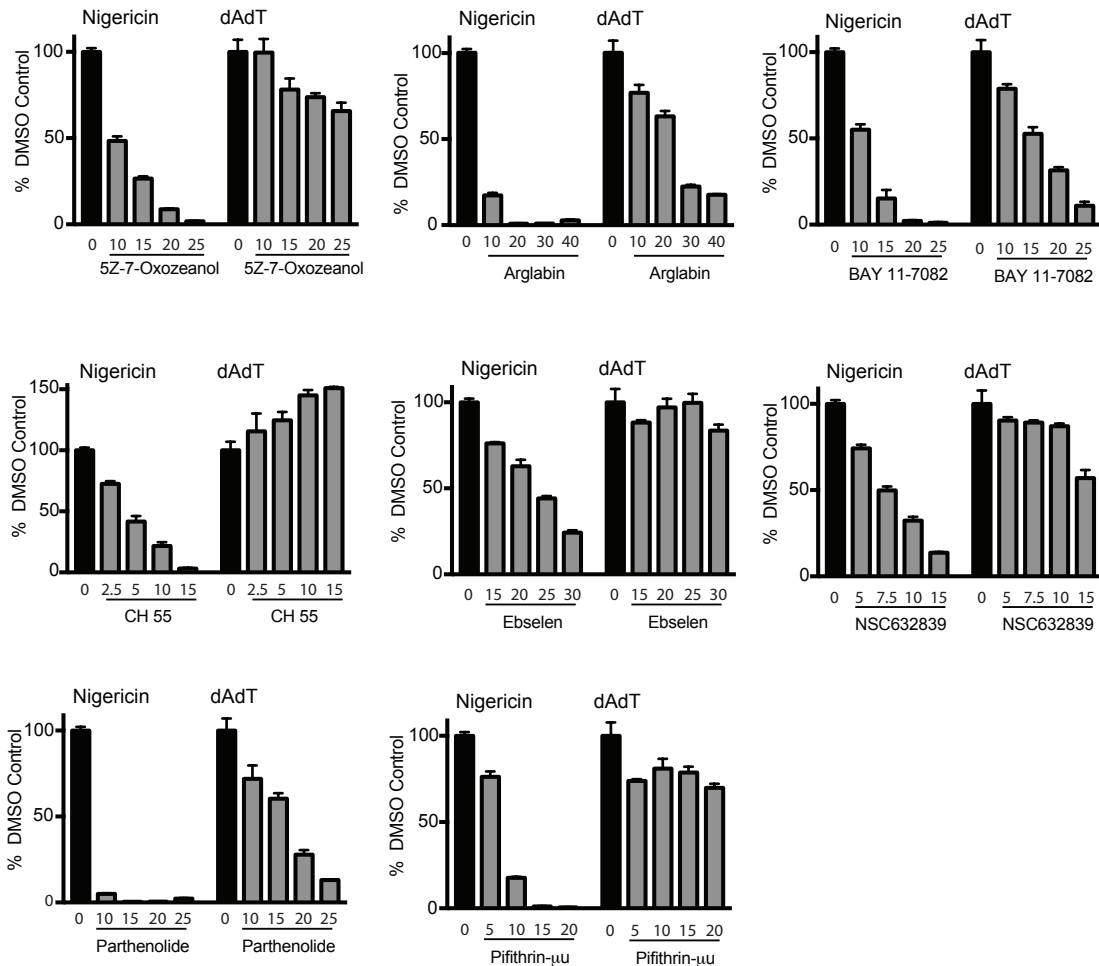 Nigericin dAdT
% DMSO Control
100
50
0
0 10 15 20 25 0 10 15 20 25
5Z-7-Oxozeanol 5Z-7-Oxozeanol
Nigericin dAdT
% DMSO Control
100
50
0
0 10 20 30 40 0 10 20 30 40
Arglabin Arglabin
Nigericin dAdT
% DMSO Control
100
50
0
0 10 15 20 25 0 10 15 20 25
BAY 11-7082 BAY 11-7082
Nigericin dAdT
% DMSO Control
150
100
50
0
0 2.5 5 10 15 0 2.5 5 10 15
CH 55 CH 55
Nigericin dAdT
% DMSO Control
100
50
0
0 15 20 25 30 0 15 20 25 30
Ebselen Ebselen
Nigericin dAdT
% DMSO Control
100
50
0
0 5 7.5 10 15 0 5 7.5 10 15
NSC632839 NSC632839
Nigericin dAdT
% DMSO Control
100
50
0
0 10 15 20 25 0 10 15 20 25
Parthenolide Parthenolide
Nigericin dAdT
% DMSO Control
100
50
0
0 5 10 15 20 0 5 10 15 20
Pifithrin-μu Pifithrin-μu